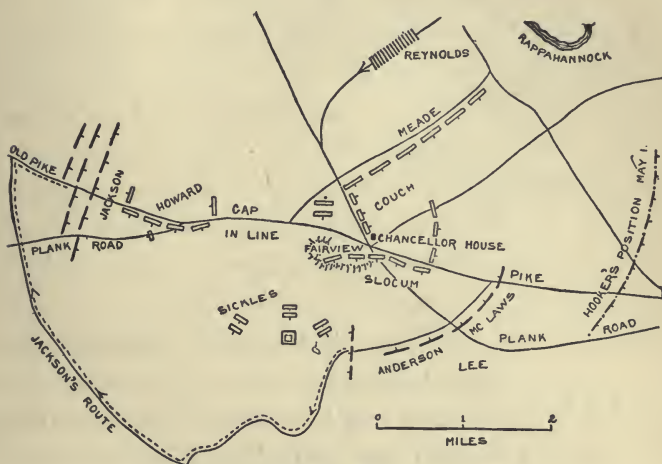 REYNOLDS
RAPPAHANNOCK
MEADE
OLD PIKE
JACKSON
HOWARD
GAP
IN LINE
COUCH
HOOKER'S POSITION MAY 1.
PLANK ROAD
CHANCELLOR HOUSE
FAIRVIEW
SLOCUM
PIKE
SICKLES
MC LAWS
PLANK ROAD
ANDERSON
LEE
JACKSON'S ROUTE
0 1 2
MILES